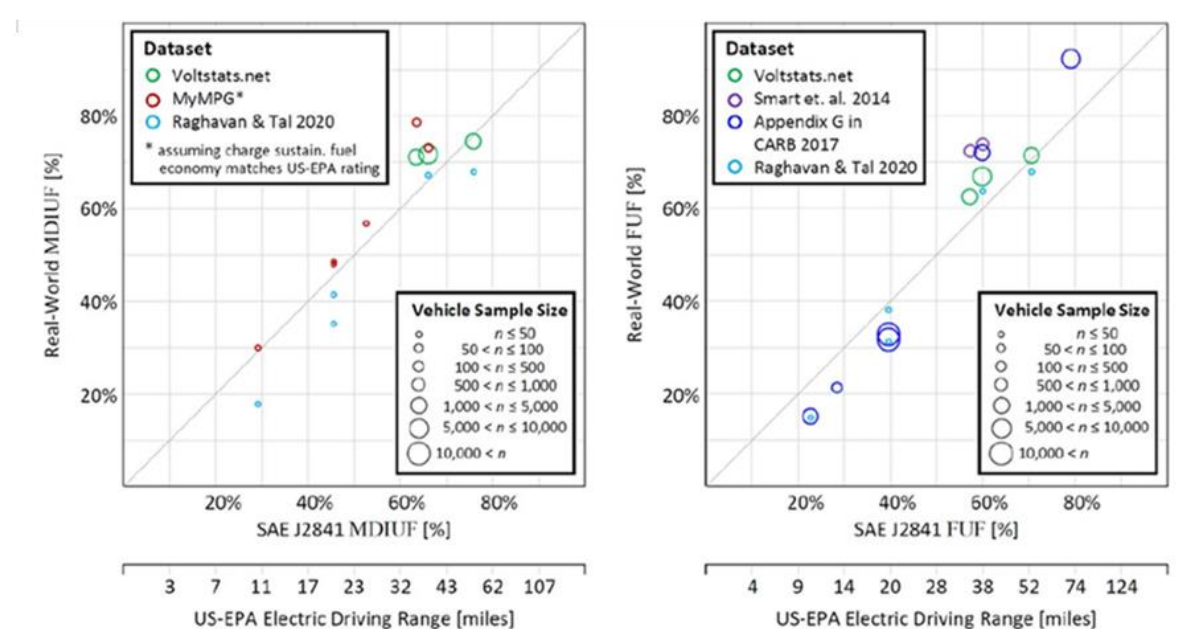 Dataset
Voltstats.net
MyMPG*
Raghavan & Tal 2020
* assuming charge sustain. fuel
economy matches US-EPA rating
80%
60%
40%
20%
Real-World MDIUF [%]
Vehicle Sample Size
n ≤ 50
50 < n ≤ 100
100 < n ≤ 500
500 < n ≤ 1,000
1,000 < n ≤ 5,000
5,000 < n ≤ 10,000
10,000 < n
20% 40% 60% 80%
SAE J2841 MDIUF [%]
3 7 11 17 23 32 43 62 107
US-EPA Electric Driving Range [miles]
Dataset
Voltstats.net
Smart et. al. 2014
Appendix G in
CARB 2017
Raghavan & Tal 2020
80%
60%
40%
20%
Real-World FUF [%]
Vehicle Sample Size
n ≤ 50
50 < n ≤ 100
100 < n ≤ 500
500 < n ≤ 1,000
1,000 < n ≤ 5,000
5,000 < n ≤ 10,000
10,000 < n
20% 40% 60% 80%
SAE J2841 FUF [%]
4 9 14 20 28 38 52 74 124
US-EPA Electric Driving Range [miles]